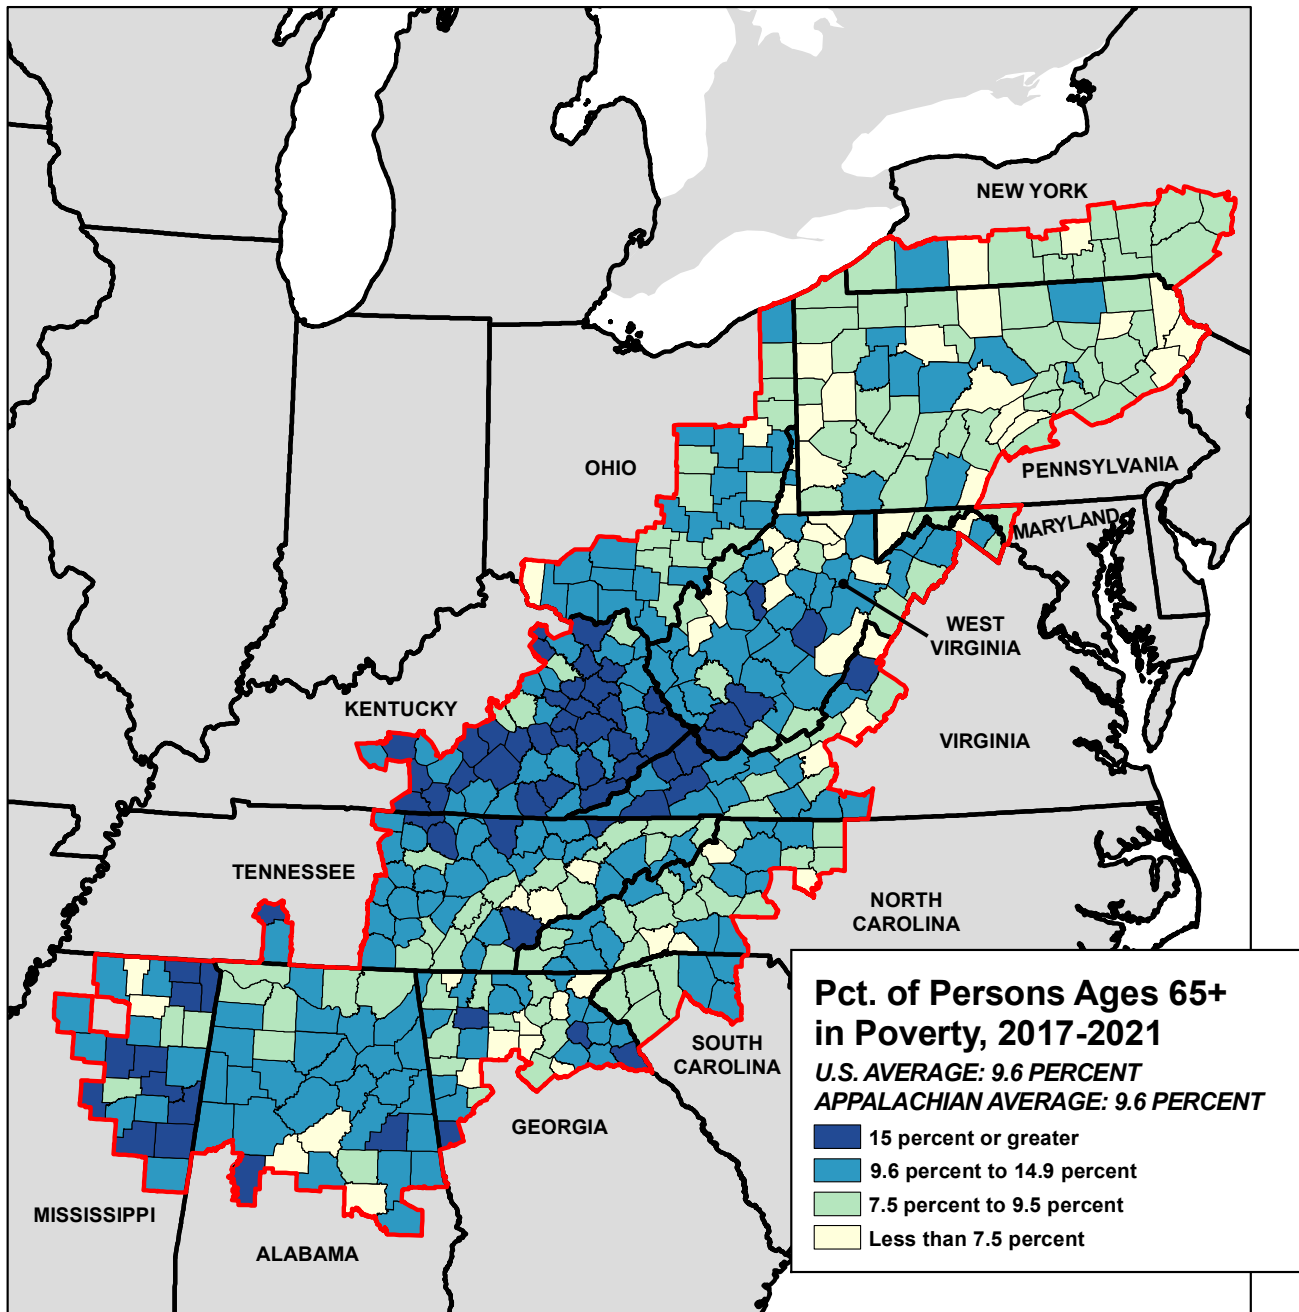 NEW YORK
OHIO
PENNSYLVANIA
MARYLAND
WEST
VIRGINIA
KENTUCKY
VIRGINIA
TENNESSEE
NORTH
CAROLINA
SOUTH
CAROLINA
GEORGIA
MISSISSIPPI
ALABAMA
Pct. of Persons Ages 65+
in Poverty, 2017-2021
U.S. AVERAGE: 9.6 PERCENT
APPALACHIAN AVERAGE: 9.6 PERCENT
15 percent or greater
9.6 percent to 14.9 percent
7.5 percent to 9.5 percent
Less than 7.5 percent